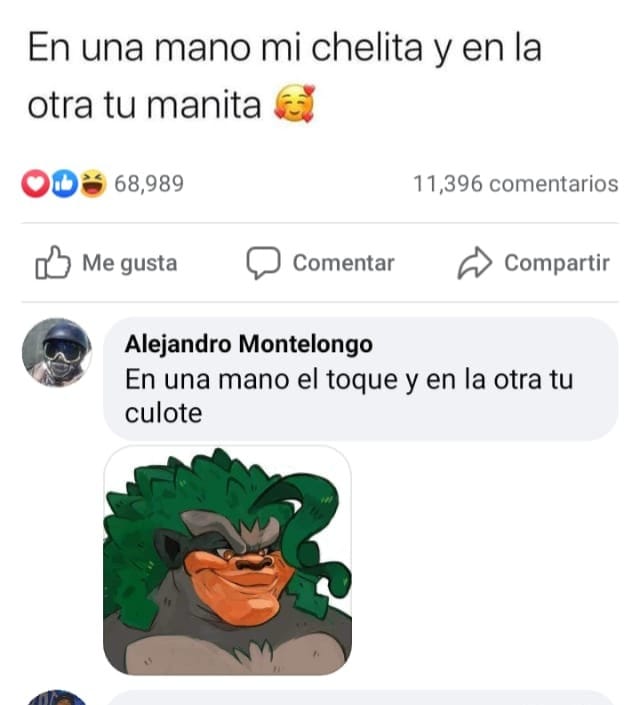 En una mano mi chelita y en la
otra tu manita 🥰
68,989
11,396 comentarios
Me gusta
Comentar
Compartir
Alejandro Montelongo
En una mano el toque y en la otra tu
culote